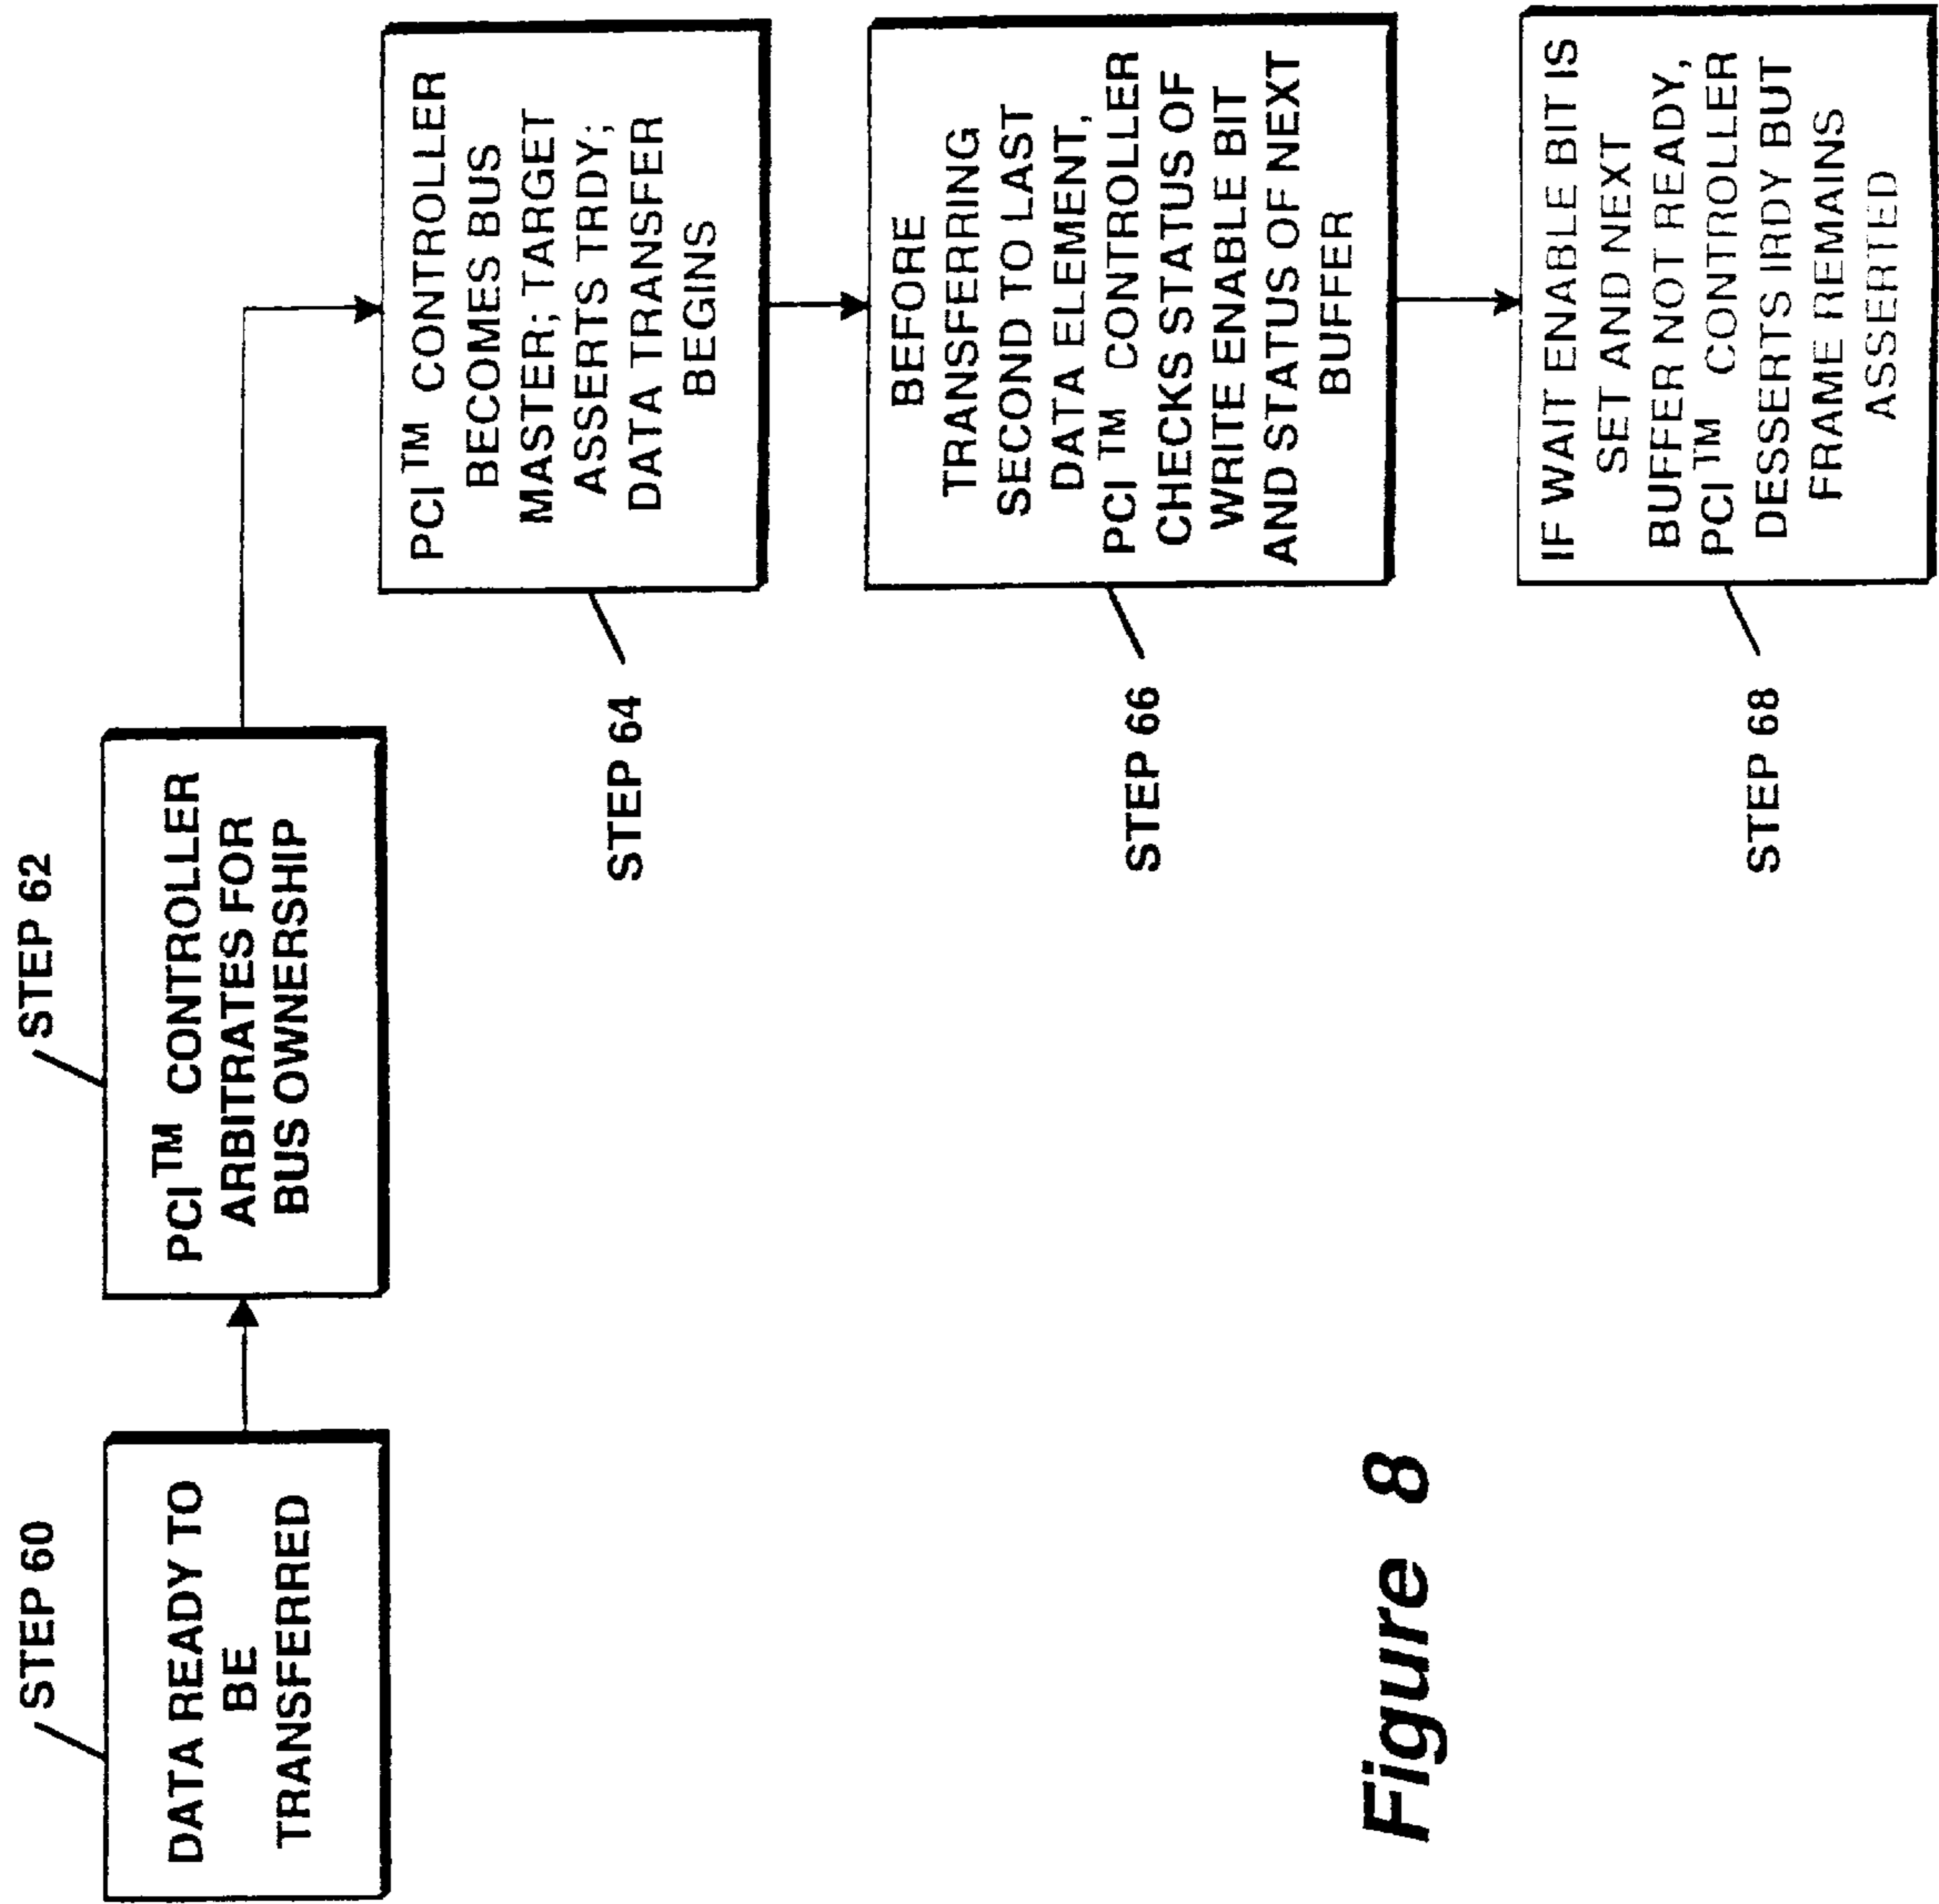 STEP 60
DATA READY TO
BE
TRANSFERRED
STEP 62
PCI™ CONTROLLER
ARBITRATES FOR
BUS OWNERSHIP
STEP 64
PCI™ CONTROLLER
BECOMES BUS
MASTER; TARGET
ASSERTS TRDY;
DATA TRANSFER
BEGINS
STEP 66
BEFORE
TRANSFERRING
SECOND TO LAST
DATA ELEMENT,
PCI™ CONTROLLER
CHECKS STATUS OF
WRITE ENABLE BIT
AND STATUS OF NEXT
BUFFER
STEP 68
IF WAIT ENABLE BIT IS
SET AND NEXT
BUFFER NOT READY,
PCI™ CONTROLLER
DESSERTS IRDY BUT
FRAME REMAINS
ASSERTED
Figure 8